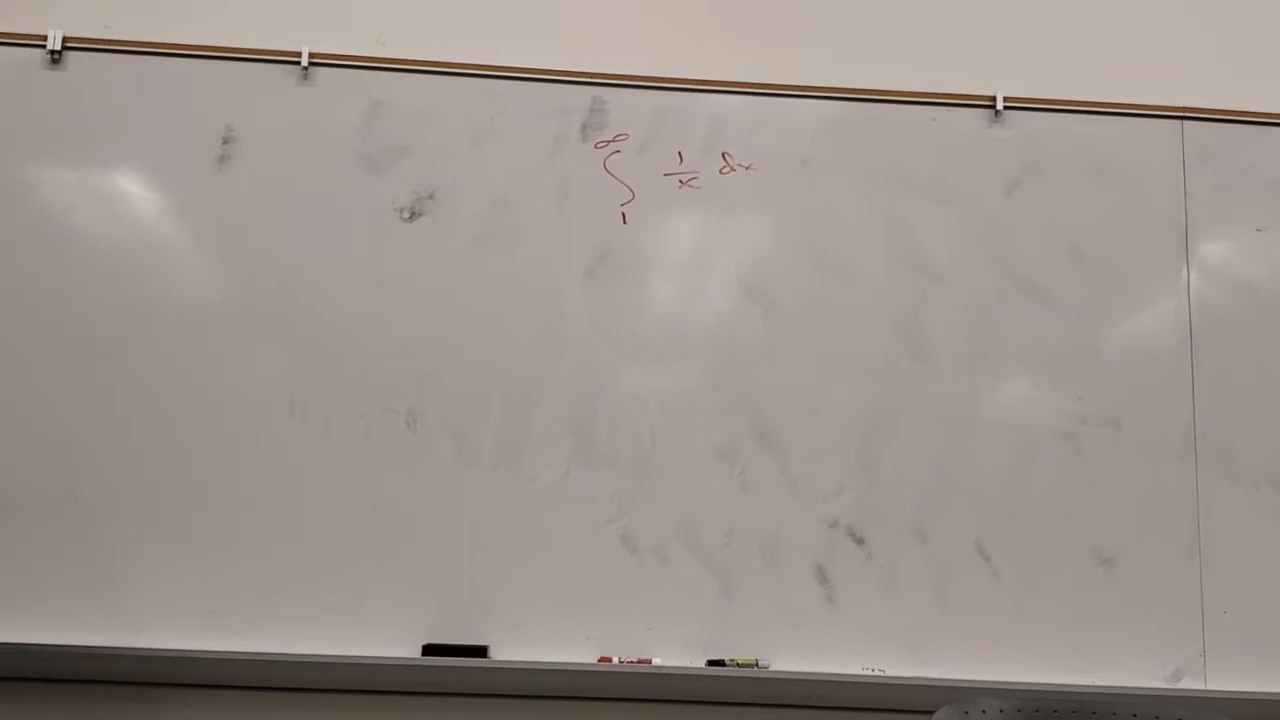 ∫₁^∞ 1/x dx